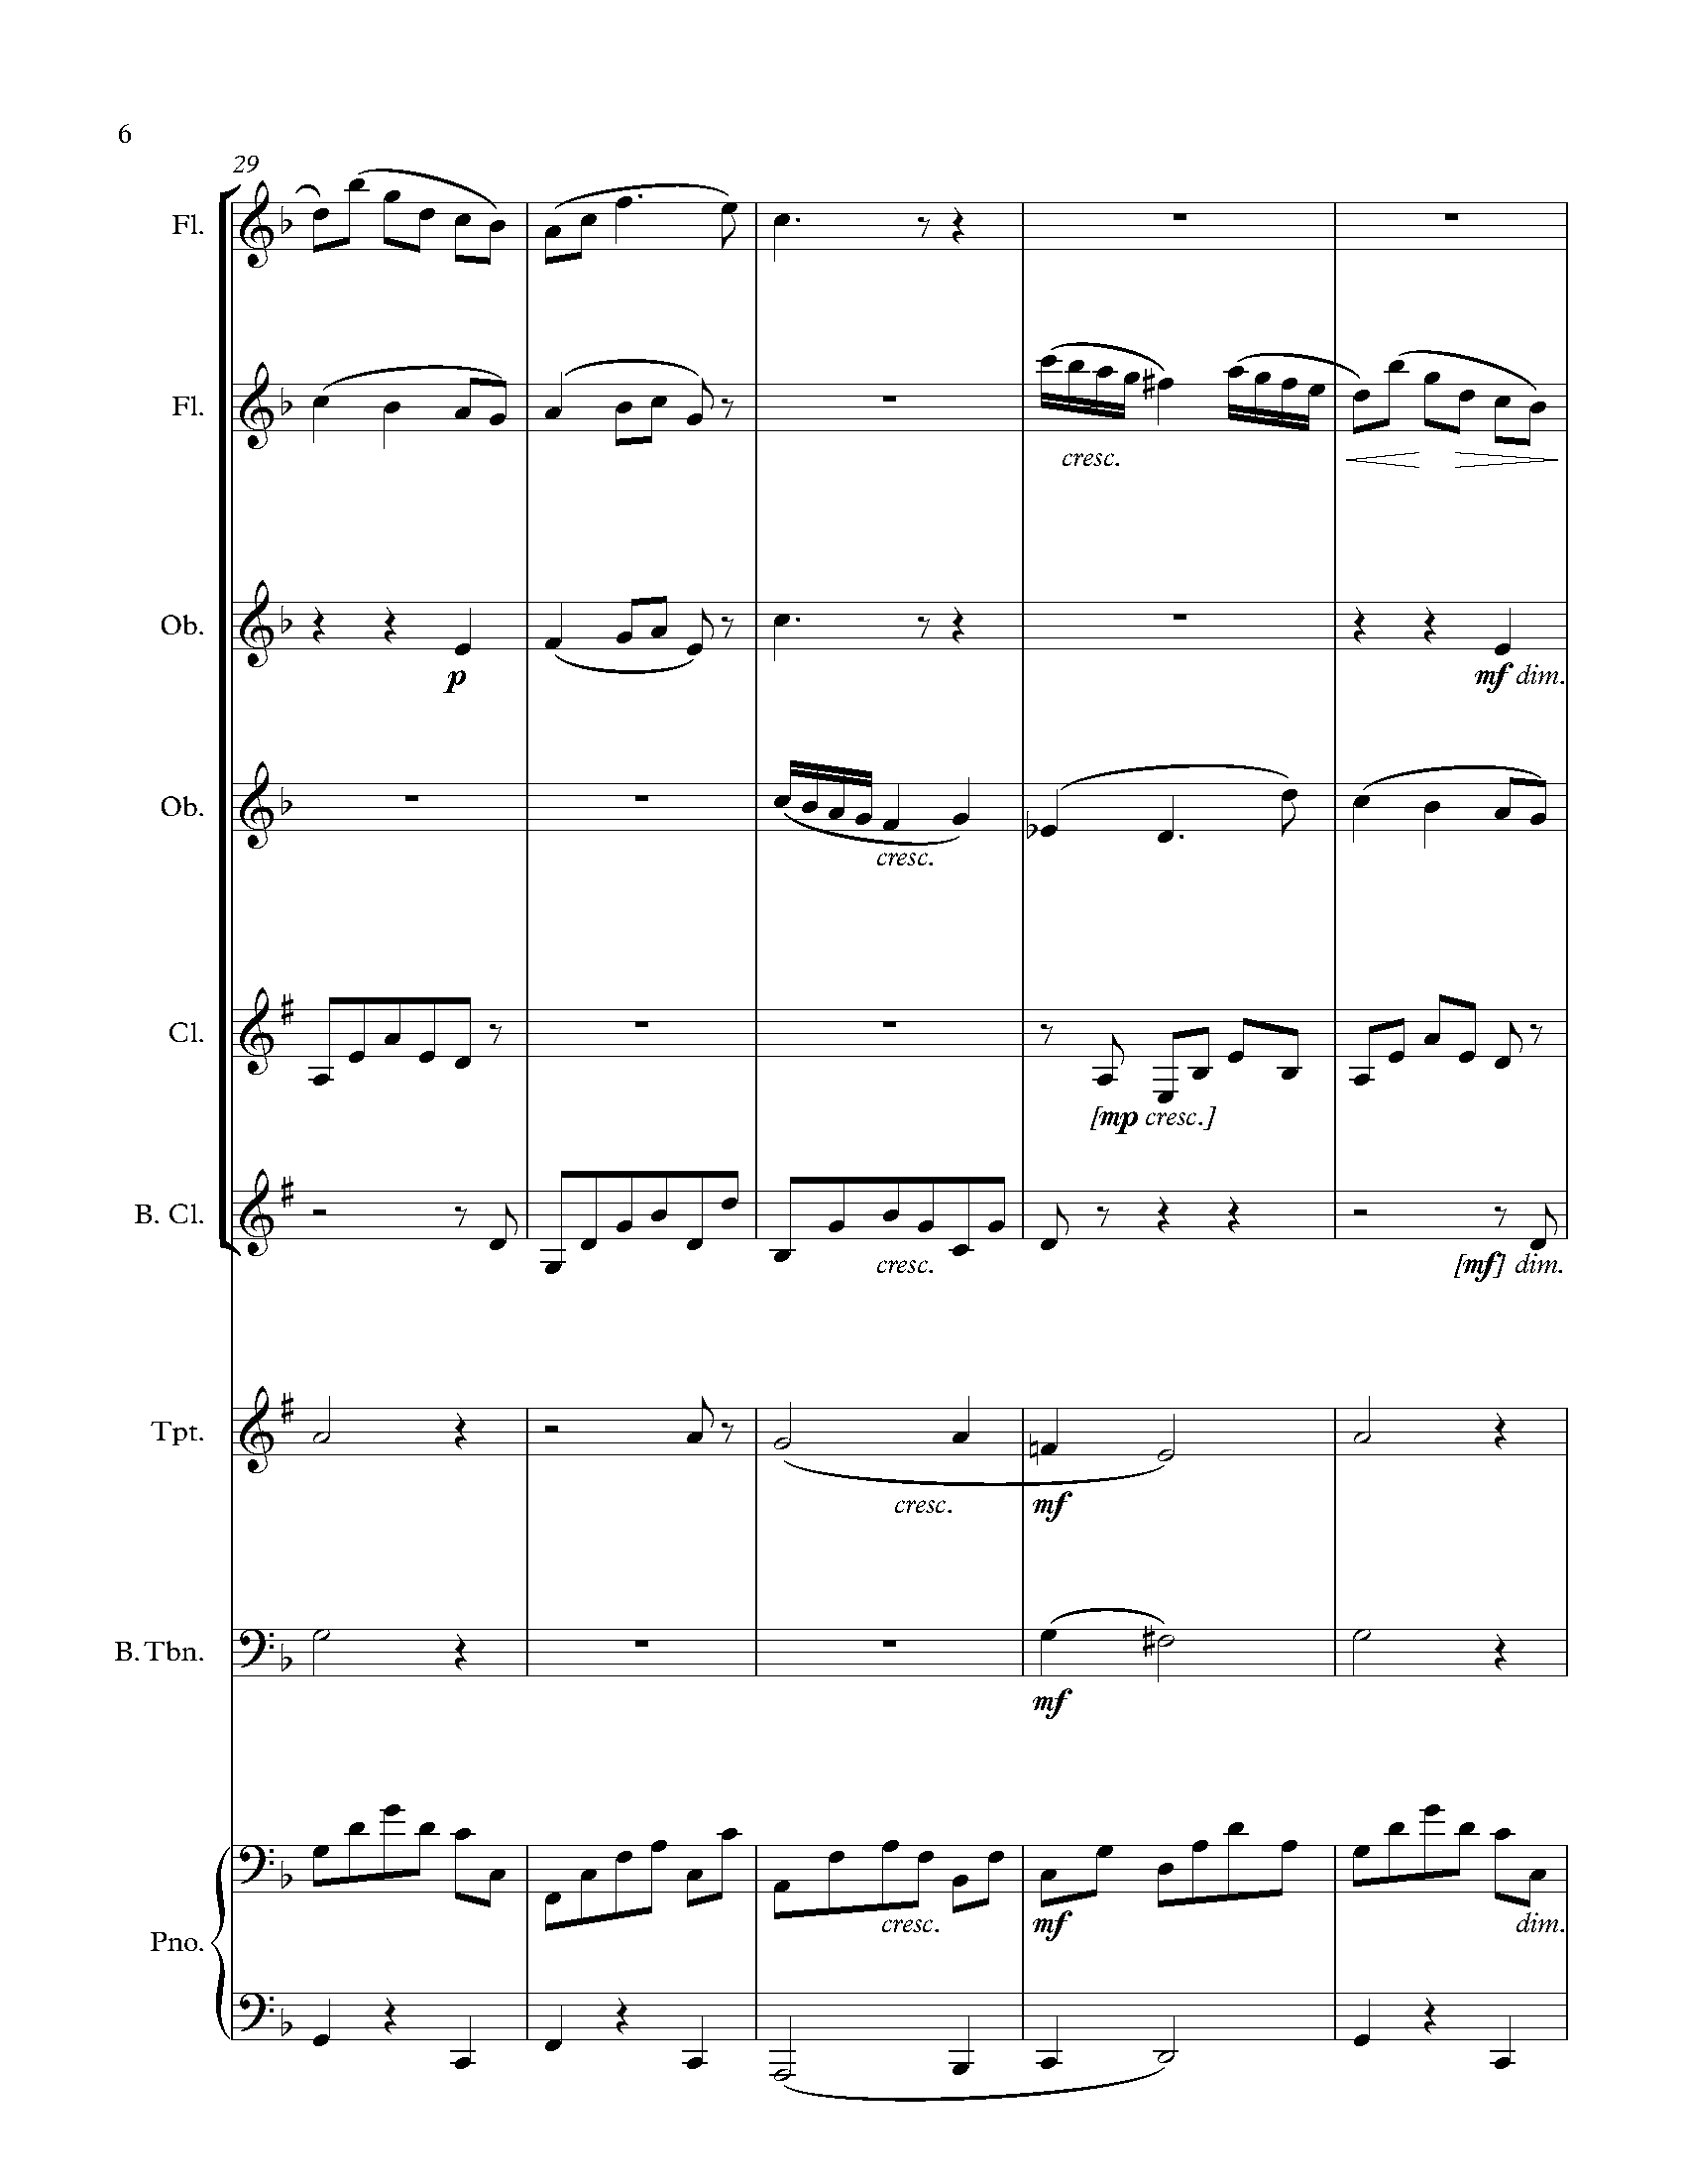 6
29
Fl.
Fl.
cresc.
Ob.
p
mf dim.
Ob.
cresc.
Cl.
[mp cresc.]
B. Cl.
cresc.
[mf] dim.
Tpt.
cresc.
mf
B. Tbn.
mf
cresc.
mf
dim.
Pno.